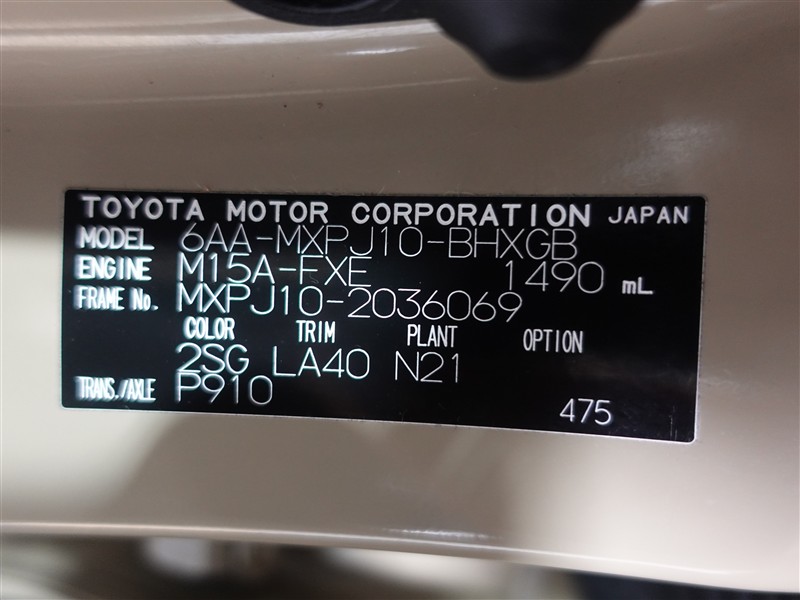 TOYOTA MOTOR CORPORATION JAPAN
MODEL 6AA-MXPJ10-BHXGB
ENGINE M15A-FXE 1490 mL
FRAME No. MXPJ10-2036069
COLOR TRIM PLANT OPTION
2SG LA40 N21
TRANS./AXLE P910
475